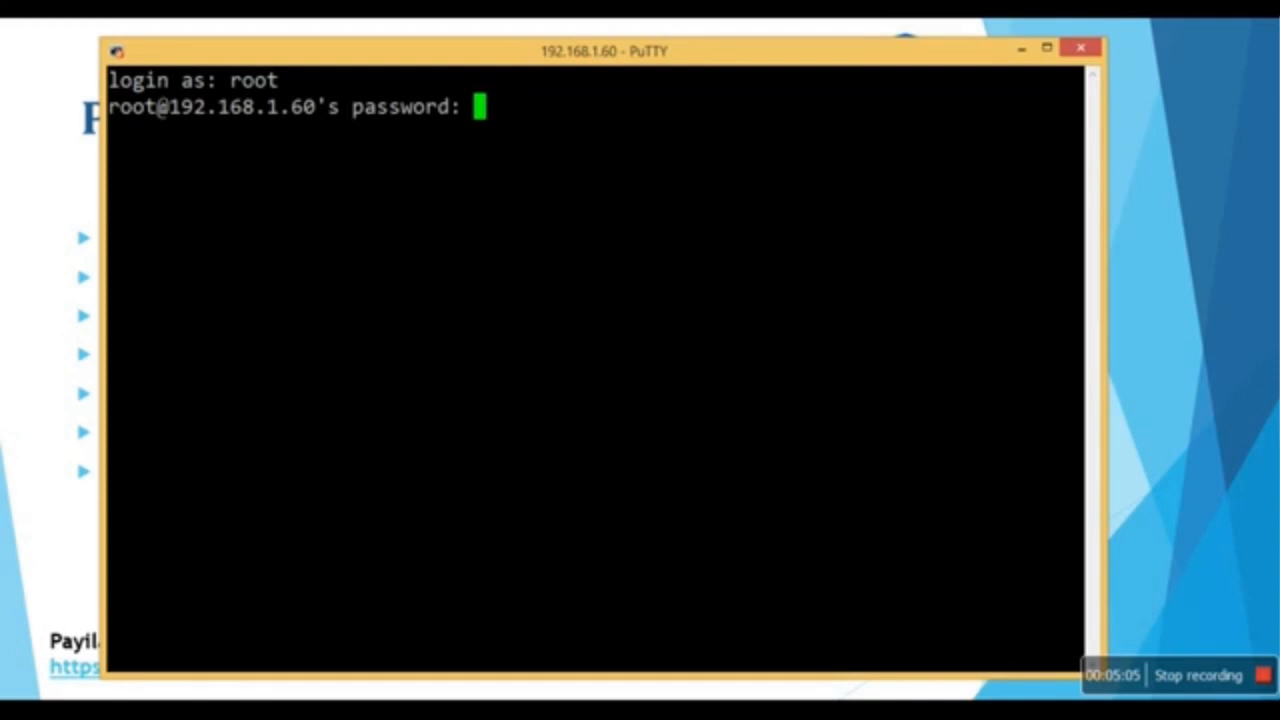 192.168.1.60 - PuTTY
login as: root
root@192.168.1.60's password:
P
Payil
https
00:05:05 Stop recording